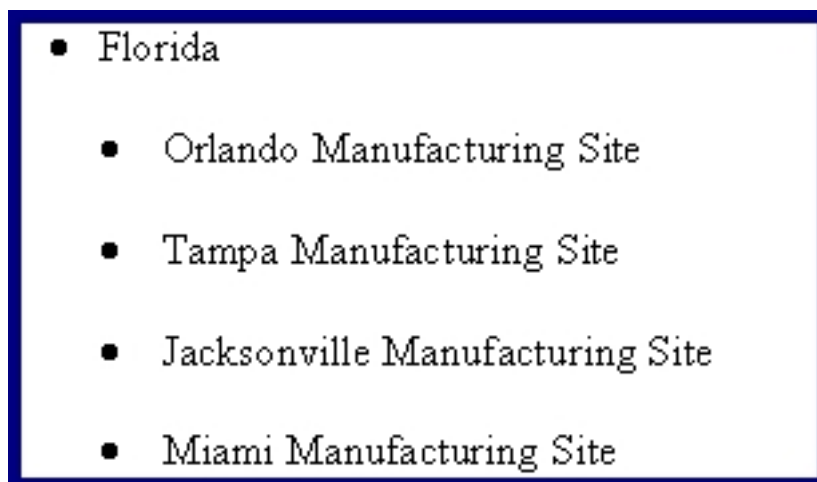 • Florida
• Orlando Manufacturing Site
• Tampa Manufacturing Site
• Jacksonville Manufacturing Site
• Miami Manufacturing Site